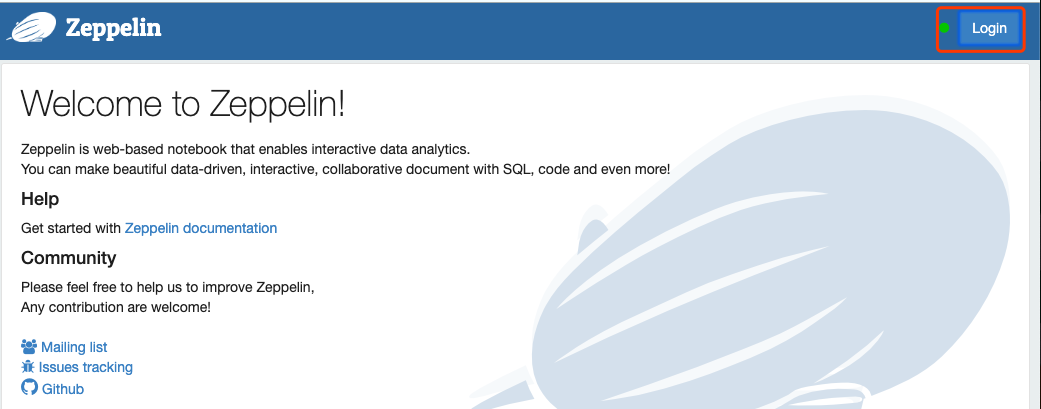 Zeppelin
Login
Welcome to Zeppelin!
Zeppelin is web-based notebook that enables interactive data analytics.
You can make beautiful data-driven, interactive, collaborative document with SQL, code and even more!
Help
Get started with Zeppelin documentation
Community
Please feel free to help us to improve Zeppelin,
Any contribution are welcome!
Mailing list
Issues tracking
Github